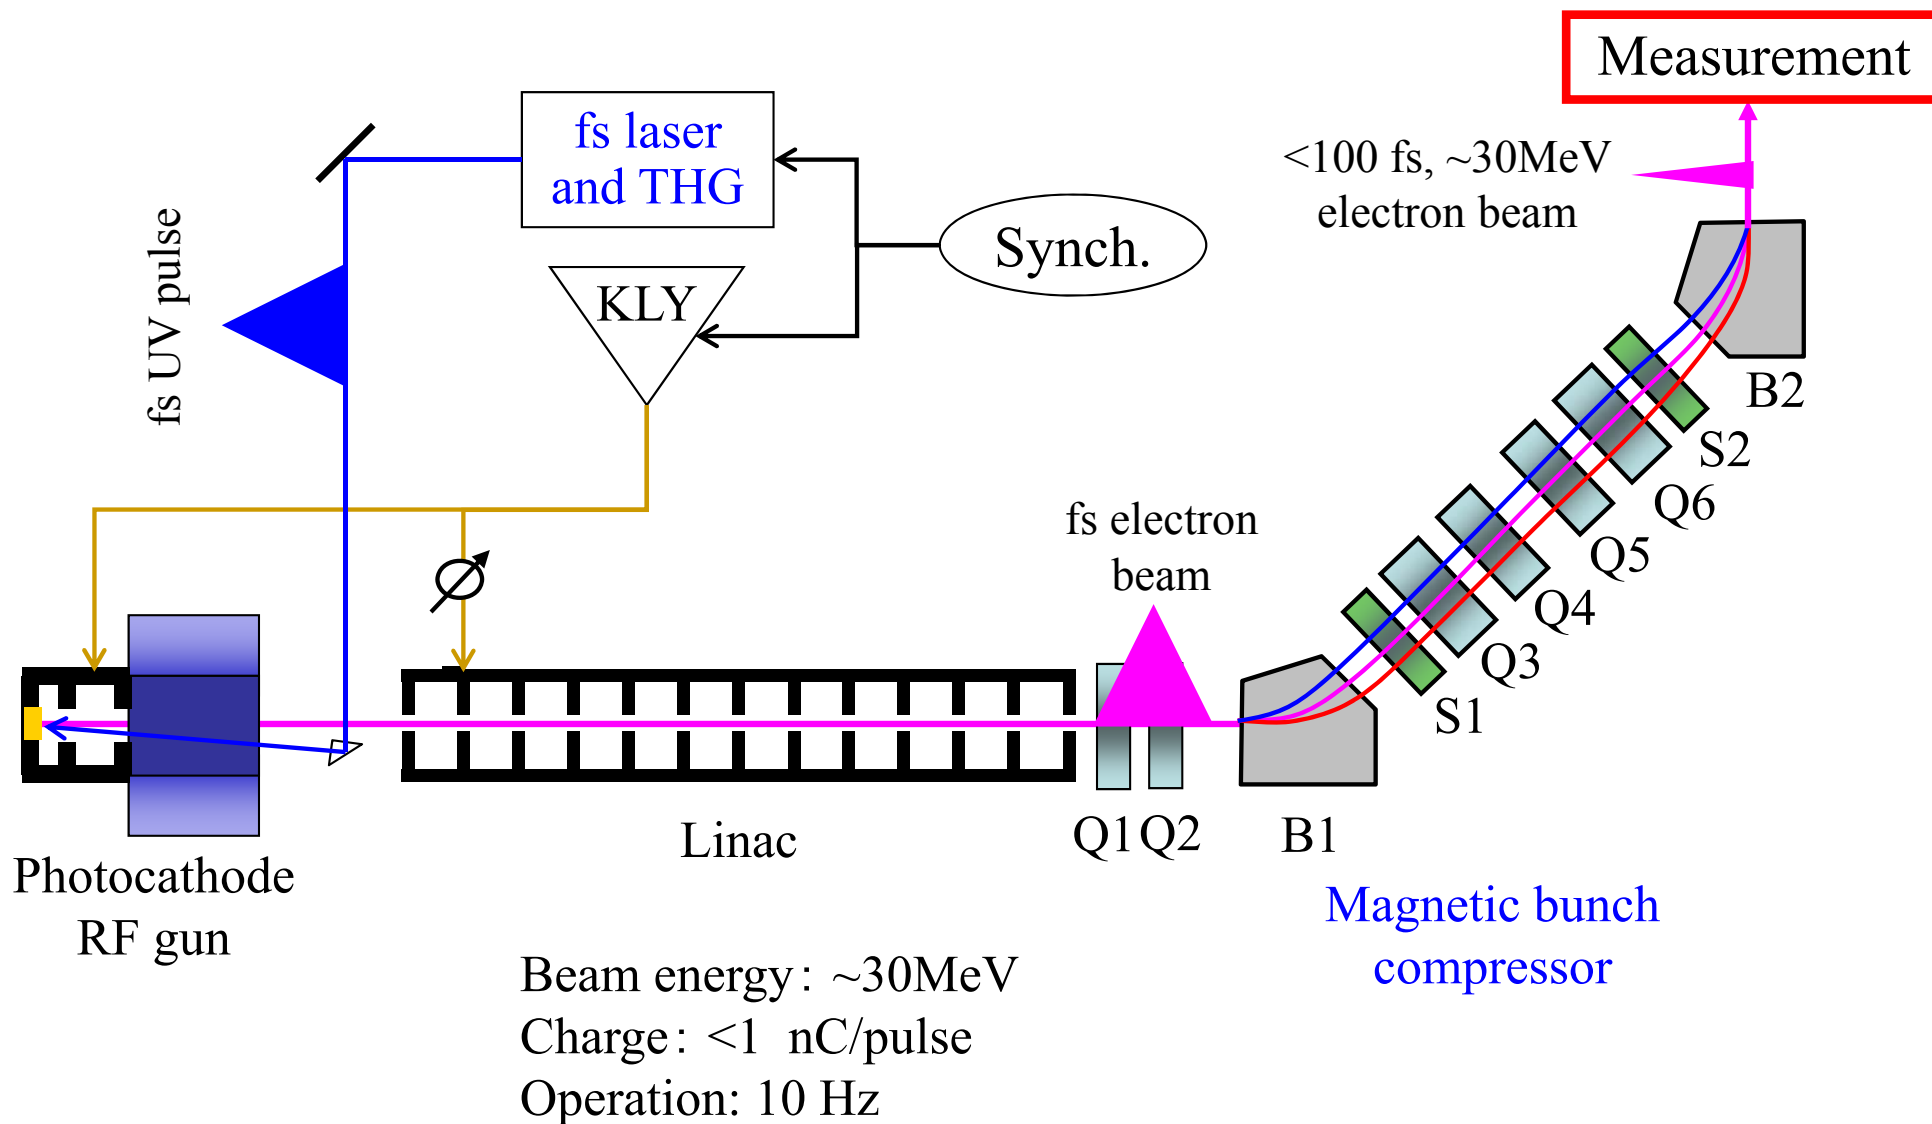 Measurement
fs laser
and THG
<100 fs, ~30MeV
electron beam
fs UV pulse
Synch.
KLY
B2
S2
Q6
fs electron
beam
Q5
Q4
Q3
S1
Linac
Q1 Q2
B1
Photocathode
RF gun
Magnetic bunch
compressor
Beam energy: ~30MeV
Charge: <1 nC/pulse
Operation: 10 Hz